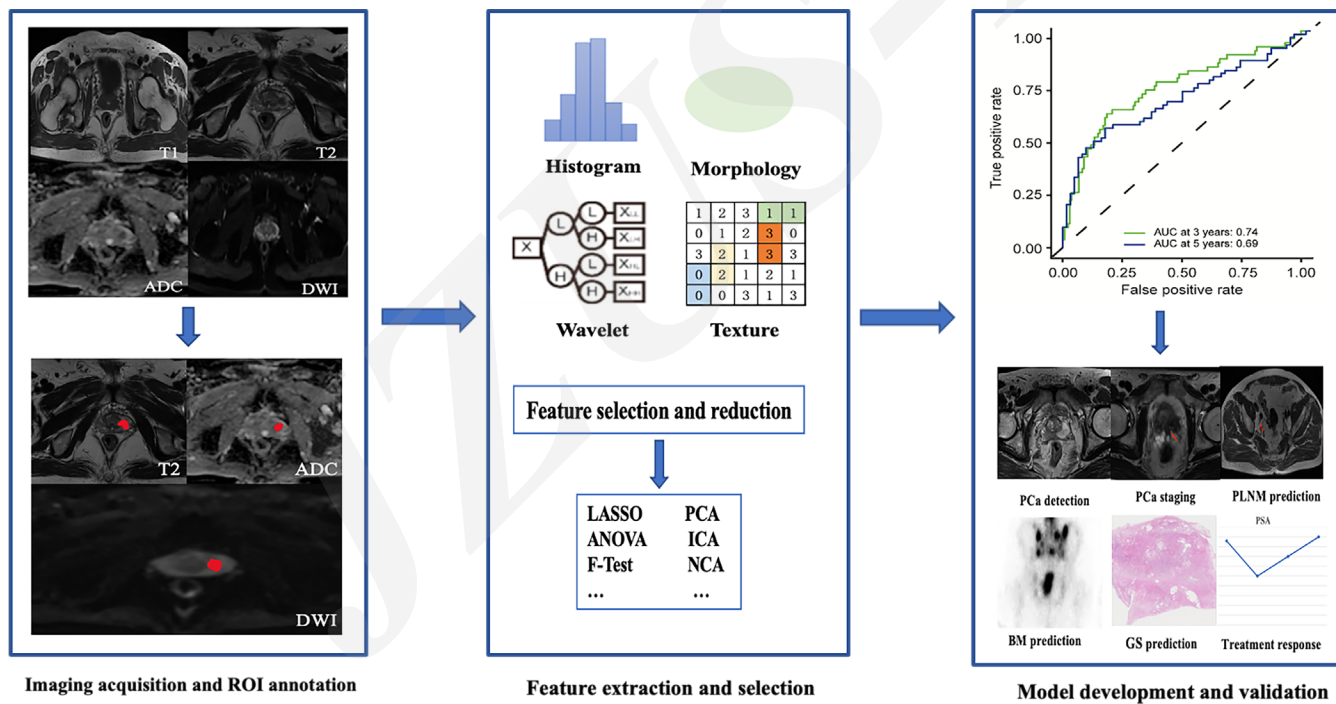 T1
T2
ADC
DWI
T2
ADC
DWI
Imaging acquisition and ROI annotation
Histogram
Morphology
X
L
H
L
H
L
H
1 2 3 1 1
0 1 2 3 0
3 2 1 3 3
0 2 1 2 1
0 0 3 1 3
Wavelet
Texture
Feature selection and reduction
LASSO PCA
ANOVA ICA
F-Test NCA
... ...
Feature extraction and selection
True positive rate
1.00
0.75
0.50
0.25
0.00
AUC at 3 years: 0.74
AUC at 5 years: 0.69
0.00 0.25 0.50 0.75 1.00
False positive rate
PCa detection
PCa staging
PLNM prediction
PSA
BM prediction
GS prediction
Treatment response
Model development and validation